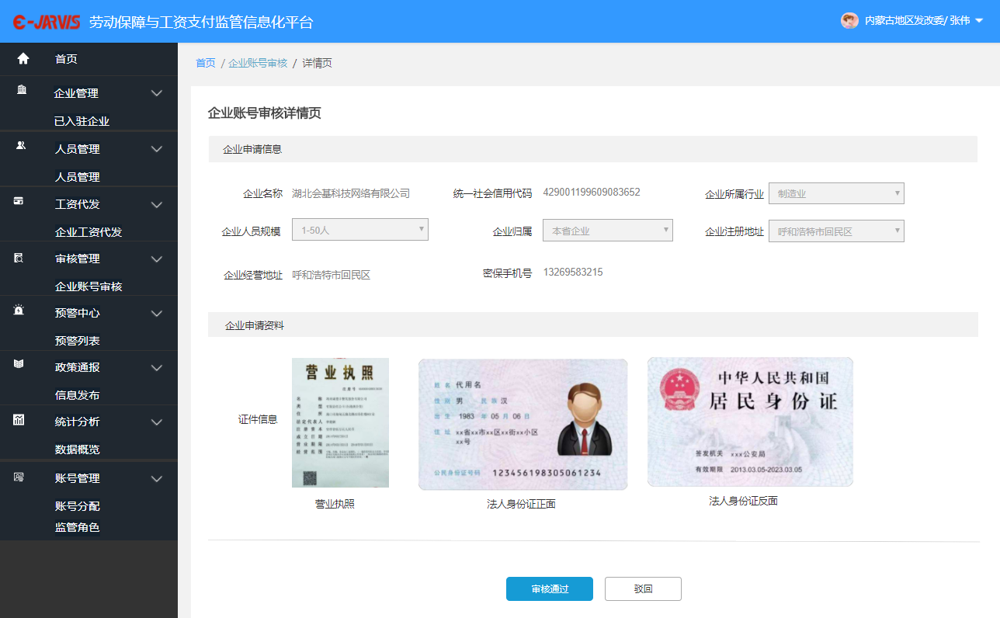 E-JARVIS 劳动保障与工资支付监管信息化平台
内蒙古地区发改委/ 张伟
首页
企业管理
已入驻企业
人员管理
人员管理
工资代发
企业工资代发
审核管理
企业账号审核
预警中心
预警列表
政策通报
信息发布
统计分析
数据概览
账号管理
账号分配
监管角色
首页 / 企业账号审核 / 详情页
企业账号审核详情页
企业申请信息
企业名称 湖北会基科技网络有限公司 统一社会信用代码 429001199609083652 企业所属行业 制造业
企业人员规模 1-50人 企业归属 本省企业 企业注册地址 呼和浩特市回民区
企业经营地址 呼和浩特市回民区 密保手机号 13269583215
企业申请资料
证件信息
营业执照
姓名 代用名
性别 男 民族 汉
出生 1983 年 05 月 06 日
住址 xx省xx市xx区xx街xx小区
xx号
公民身份证号码 123456198305061234
中华人民共和国
居民身份证
签发机关 xxx公安局
有效期限 2013.03.05-2023.03.05
营业执照 法人身份证正面 法人身份证反面
审核通过 驳回